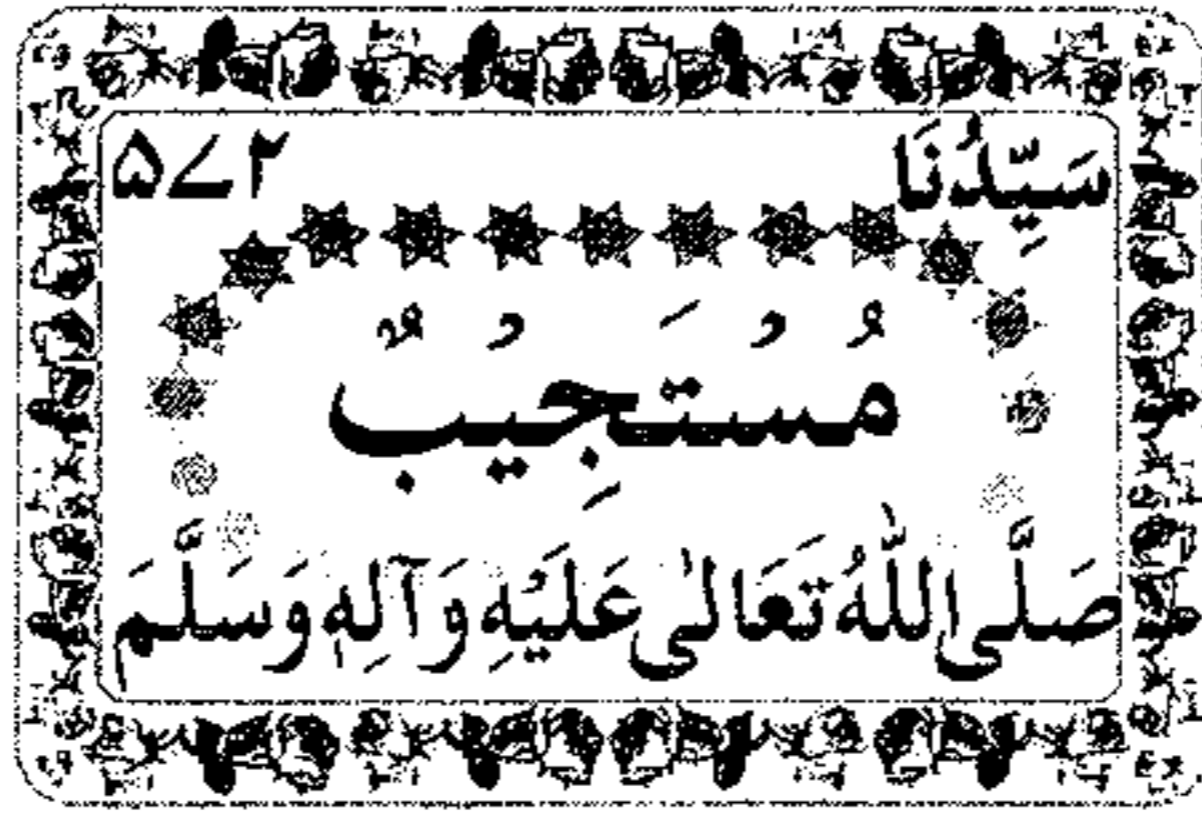 سَیِّدُنَا ۵۷۲
مُسْتَجِیْبٌ
صَلَّی اللّٰهُ تَعَالٰی عَلَیْهِ وَآلِهٖ وَسَلَّمَ